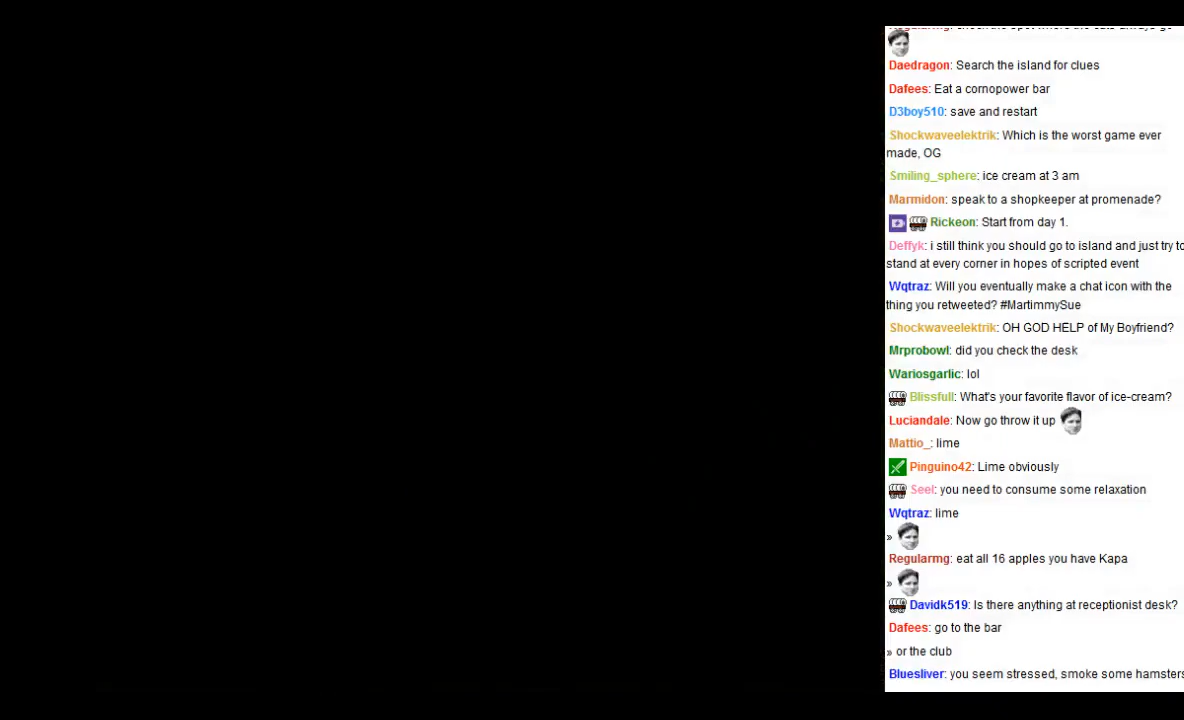 Daedragon: Search the island for clues
Dafees: Eat a cornopower bar
D3boy510: save and restart
Shockwaveelektrik: Which is the worst game ever
made, OG
Smiling_sphere: ice cream at 3 am
Marmidon: speak to a shopkeeper at promenade?
Rickeon: Start from day 1.
Deffyk: i still think you should go to island and just try to
stand at every corner in hopes of scripted event
Wqtraz: Will you eventually make a chat icon with the
thing you retweeted? #MartimmySue
Shockwaveelektrik: OH GOD HELP of My Boyfriend?
Mrprobowl: did you check the desk
Wariosgarlic: lol
Blissfull: What's your favorite flavor of ice-cream?
Luciandale: Now go throw it up
Mattio_: lime
Pinguino42: Lime obviously
Seel: you need to consume some relaxation
Wqtraz: lime
»
Regularmg: eat all 16 apples you have Kapa
»
Davidk519: Is there anything at receptionist desk?
Dafees: go to the bar
» or the club
Bluesliver: you seem stressed, smoke some hamsters